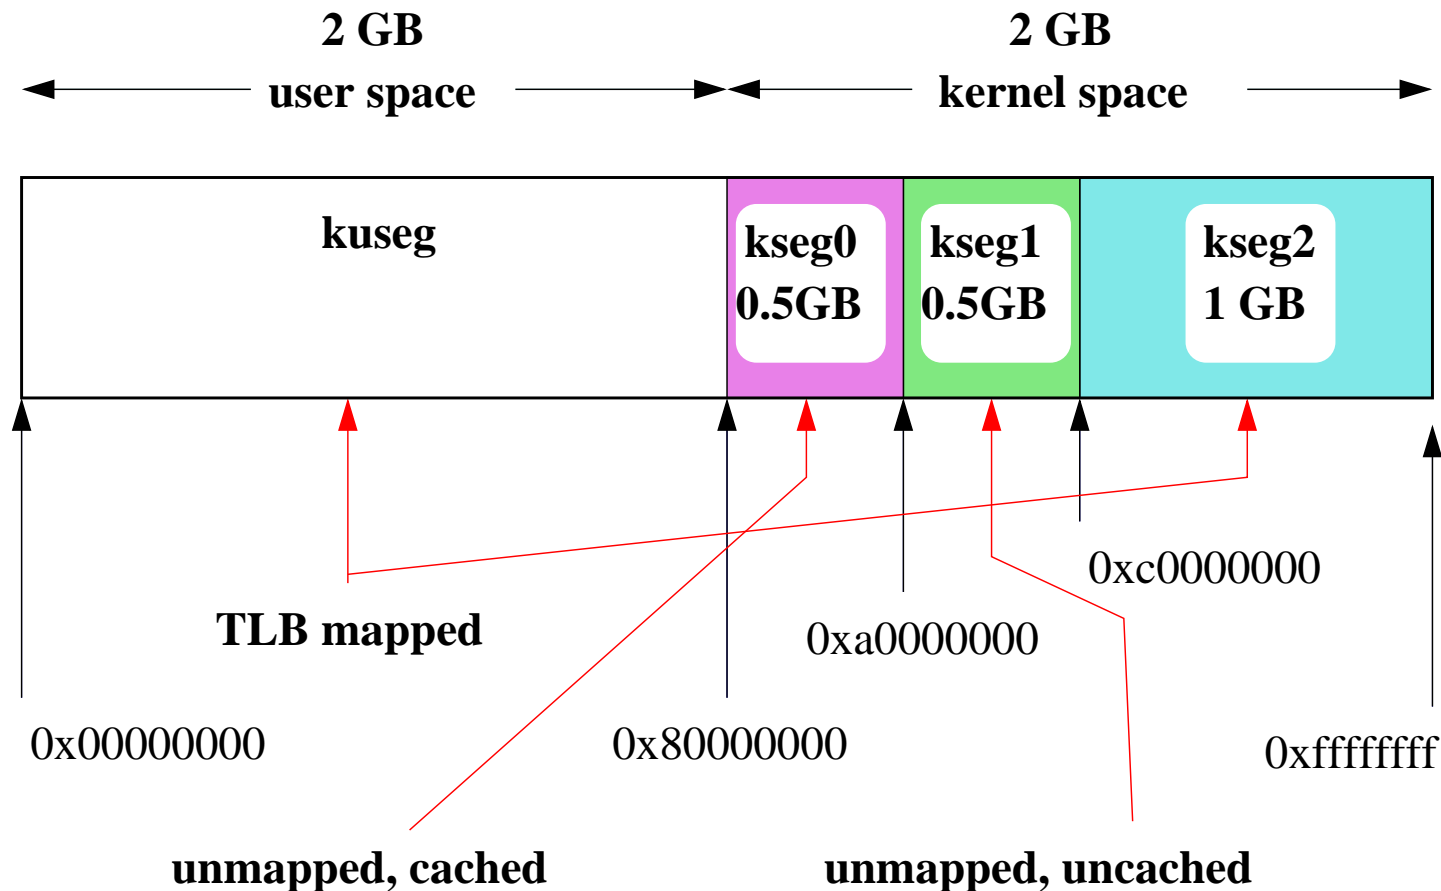 2 GB
2 GB
user space
kernel space
kuseg
kseg0
0.5GB
kseg1
0.5GB
kseg2
1 GB
0xc0000000
TLB mapped
0xa0000000
0x00000000
0x80000000
0xffffffff
unmapped, cached
unmapped, uncached